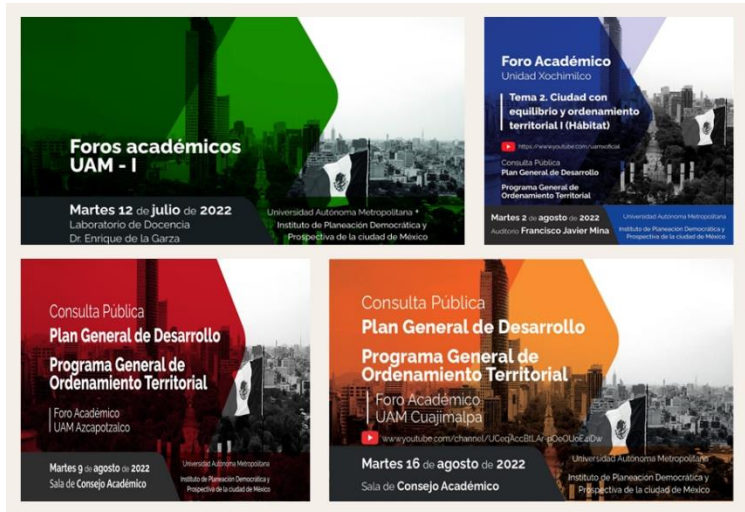 Foros académicos
UAM - I
Martes 12 de julio de 2022
Laboratorio de Docencia
Dr. Enrique de la Garza
Universidad Autónoma Metropolitana +
Instituto de Planeación Democrática y
Prospectiva de la ciudad de México
Foro Académico
Unidad Xochimilco
Tema 2. Ciudad con
equilibrio y ordenamiento
territorial I (Hábitat)
https://www.youtube.com/uamxoficial
Consulta Pública
Plan General de Desarrollo
Programa General de
Ordenamiento Territorial
Martes 2 de agosto de 2022
Auditorio Francisco Javier Mina
Universidad Autónoma Metropolitana
Instituto de Planeación Democrática y
Prospectiva de la ciudad de México
Consulta Pública
Plan General de Desarrollo
Programa General de
Ordenamiento Territorial
Foro Académico
UAM Azcapotzalco
Martes 9 de agosto de 2022
Sala de Consejo Académico
Universidad Autónoma Metropolitana
Instituto de Planeación Democrática y
Prospectiva de la ciudad de México
Consulta Pública
Plan General de Desarrollo
Programa General de
Ordenamiento Territorial
Foro Académico
UAM Cuajimalpa
Martes 16 de agosto de 2022
Sala de Consejo Académico
Universidad Autónoma Metropolitana
Instituto de Planeación Democrática y
Prospectiva de la ciudad de México